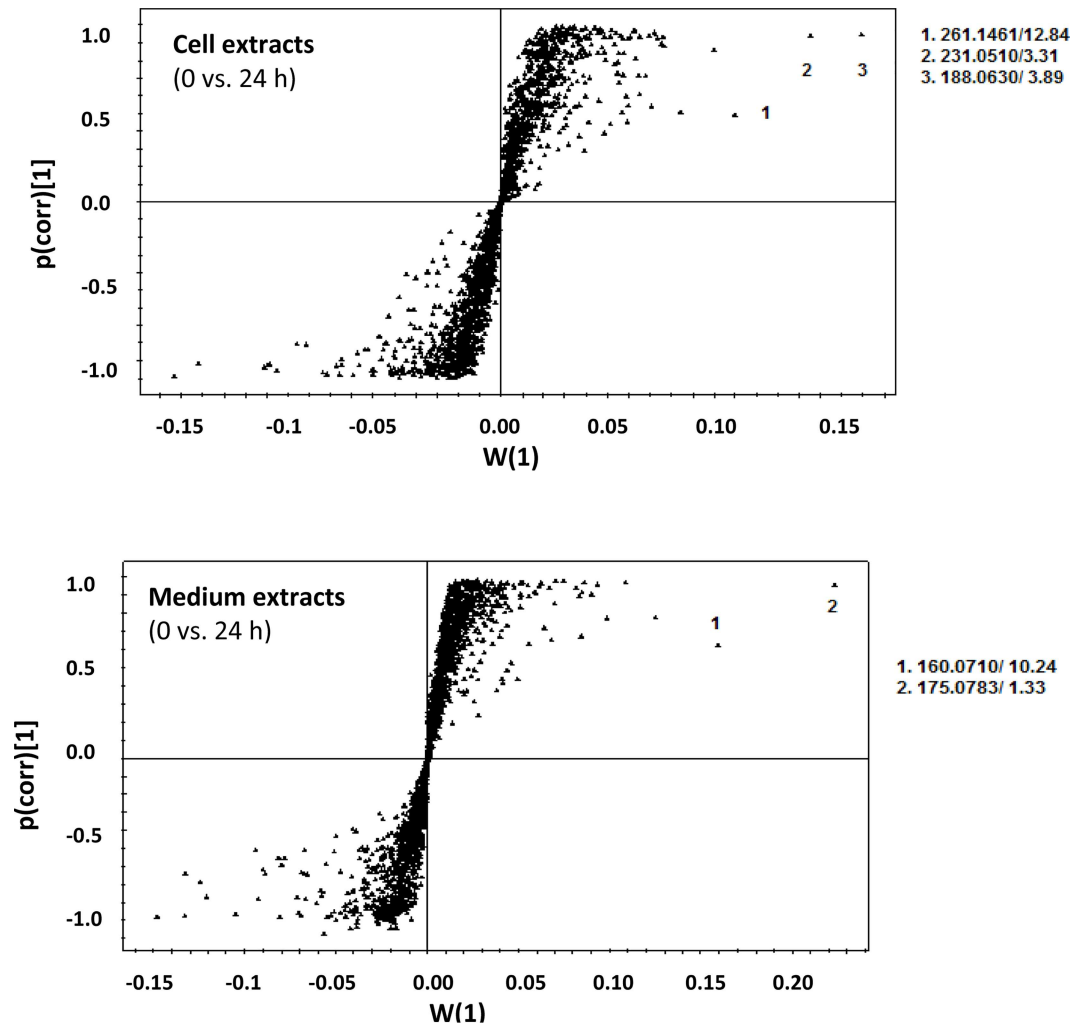 Cell extracts
(0 vs. 24 h)
1. 261.1461/12.84
2. 231.0510/3.31
3. 188.0630/ 3.89
1.0
0.5
0.0
-0.5
-1.0
p(corr)[1]
2 3
1
-0.15 -0.1 -0.05 0.00 0.05 0.10 0.15
W(1)
Medium extracts
(0 vs. 24 h)
1.0
0.5
0.0
-0.5
-1.0
p(corr)[1]
2
1
1. 160.0710/ 10.24
2. 175.0783/ 1.33
-0.15 -0.10 -0.05 0.00 0.05 0.10 0.15 0.20
W(1)